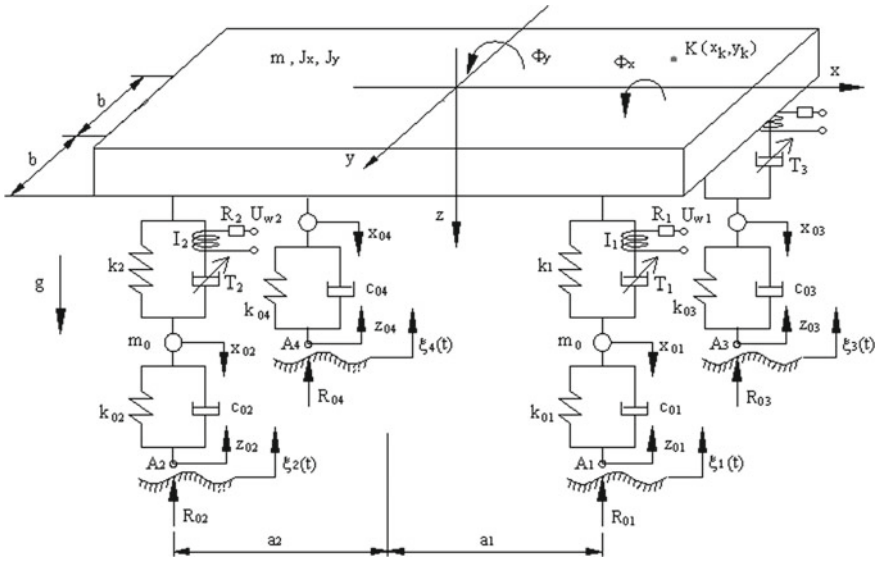 m , Jx, Jy
Φy
K(xk,yk)
Φx
x
b
b
y
z
T3
R2 Uw2
I2
k2
T2
x04
R1 Uw1
I1
k1
T1
x03
g
k04
c04
z04
A4
ξ4(t)
k03
c03
z03
A3
ξ3(t)
m0
x02
R04
m0
x01
R03
k02
c02
z02
A2
ξ2(t)
k01
c01
z01
A1
ξ1(t)
R02
R01
a2
a1